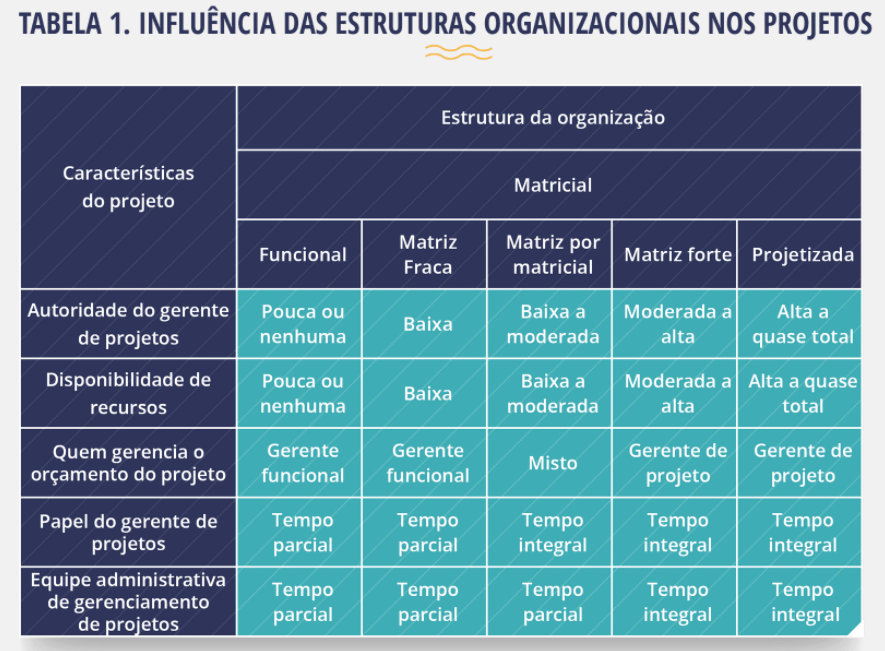 TABELA 1. INFLUÊNCIA DAS ESTRUTURAS ORGANIZACIONAIS NOS PROJETOS
Características
do projeto
Estrutura da organização
Matricial
Funcional
Matriz
Fraca
Matriz por
matricial
Matriz forte
Projetizada
Autoridade do gerente
de projetos
Pouca ou
nenhuma
Baixa
Baixa a
moderada
Moderada a
alta
Alta a
quase total
Disponibilidade de
recursos
Pouca ou
nenhuma
Baixa
Baixa a
moderada
Moderada a
alta
Alta a quase
total
Quem gerencia o
orçamento do projeto
Gerente
funcional
Gerente
funcional
Misto
Gerente de
projeto
Gerente de
projeto
Papel do gerente de
projetos
Tempo
parcial
Tempo
parcial
Tempo
integral
Tempo
integral
Tempo
integral
Equipe administrativa
de gerenciamento
de projetos
Tempo
parcial
Tempo
parcial
Tempo
parcial
Tempo
integral
Tempo
integral